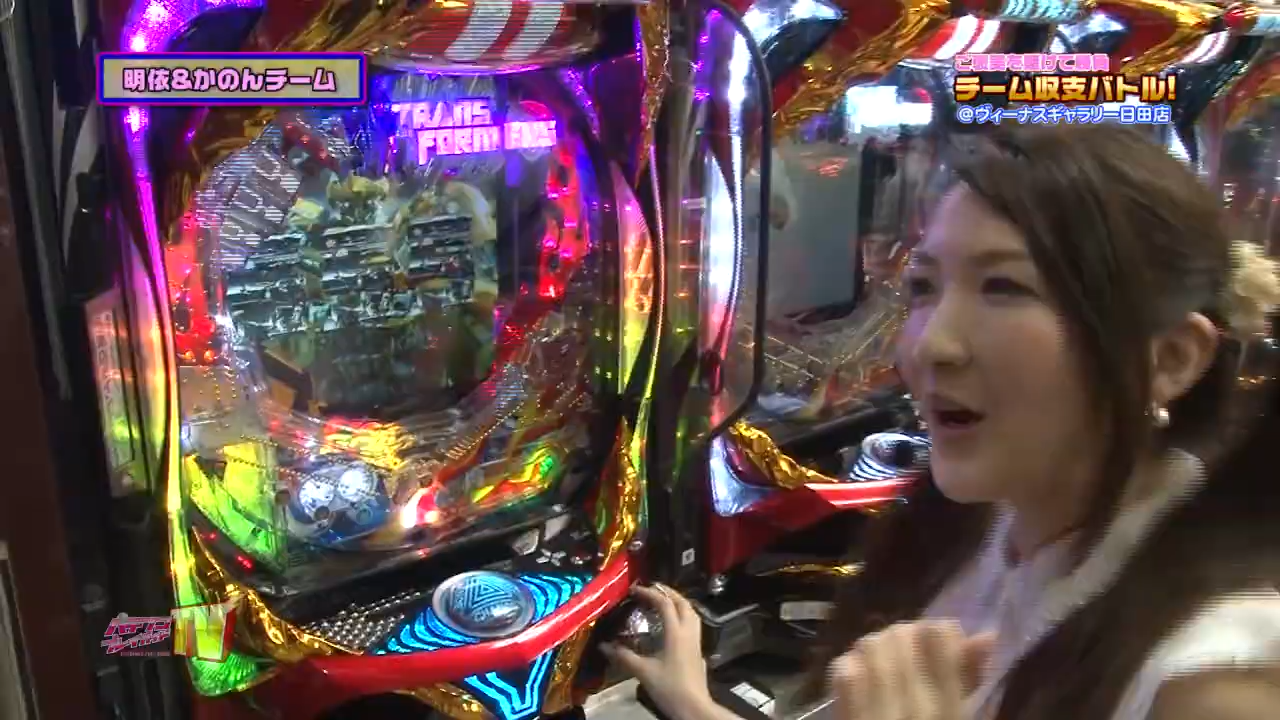 明依&かのんチーム
ご褒美を賭けて勝負
チーム収支バトル!
@ヴィーナスギャラリー日田店
TRANS
FORMERS
TV